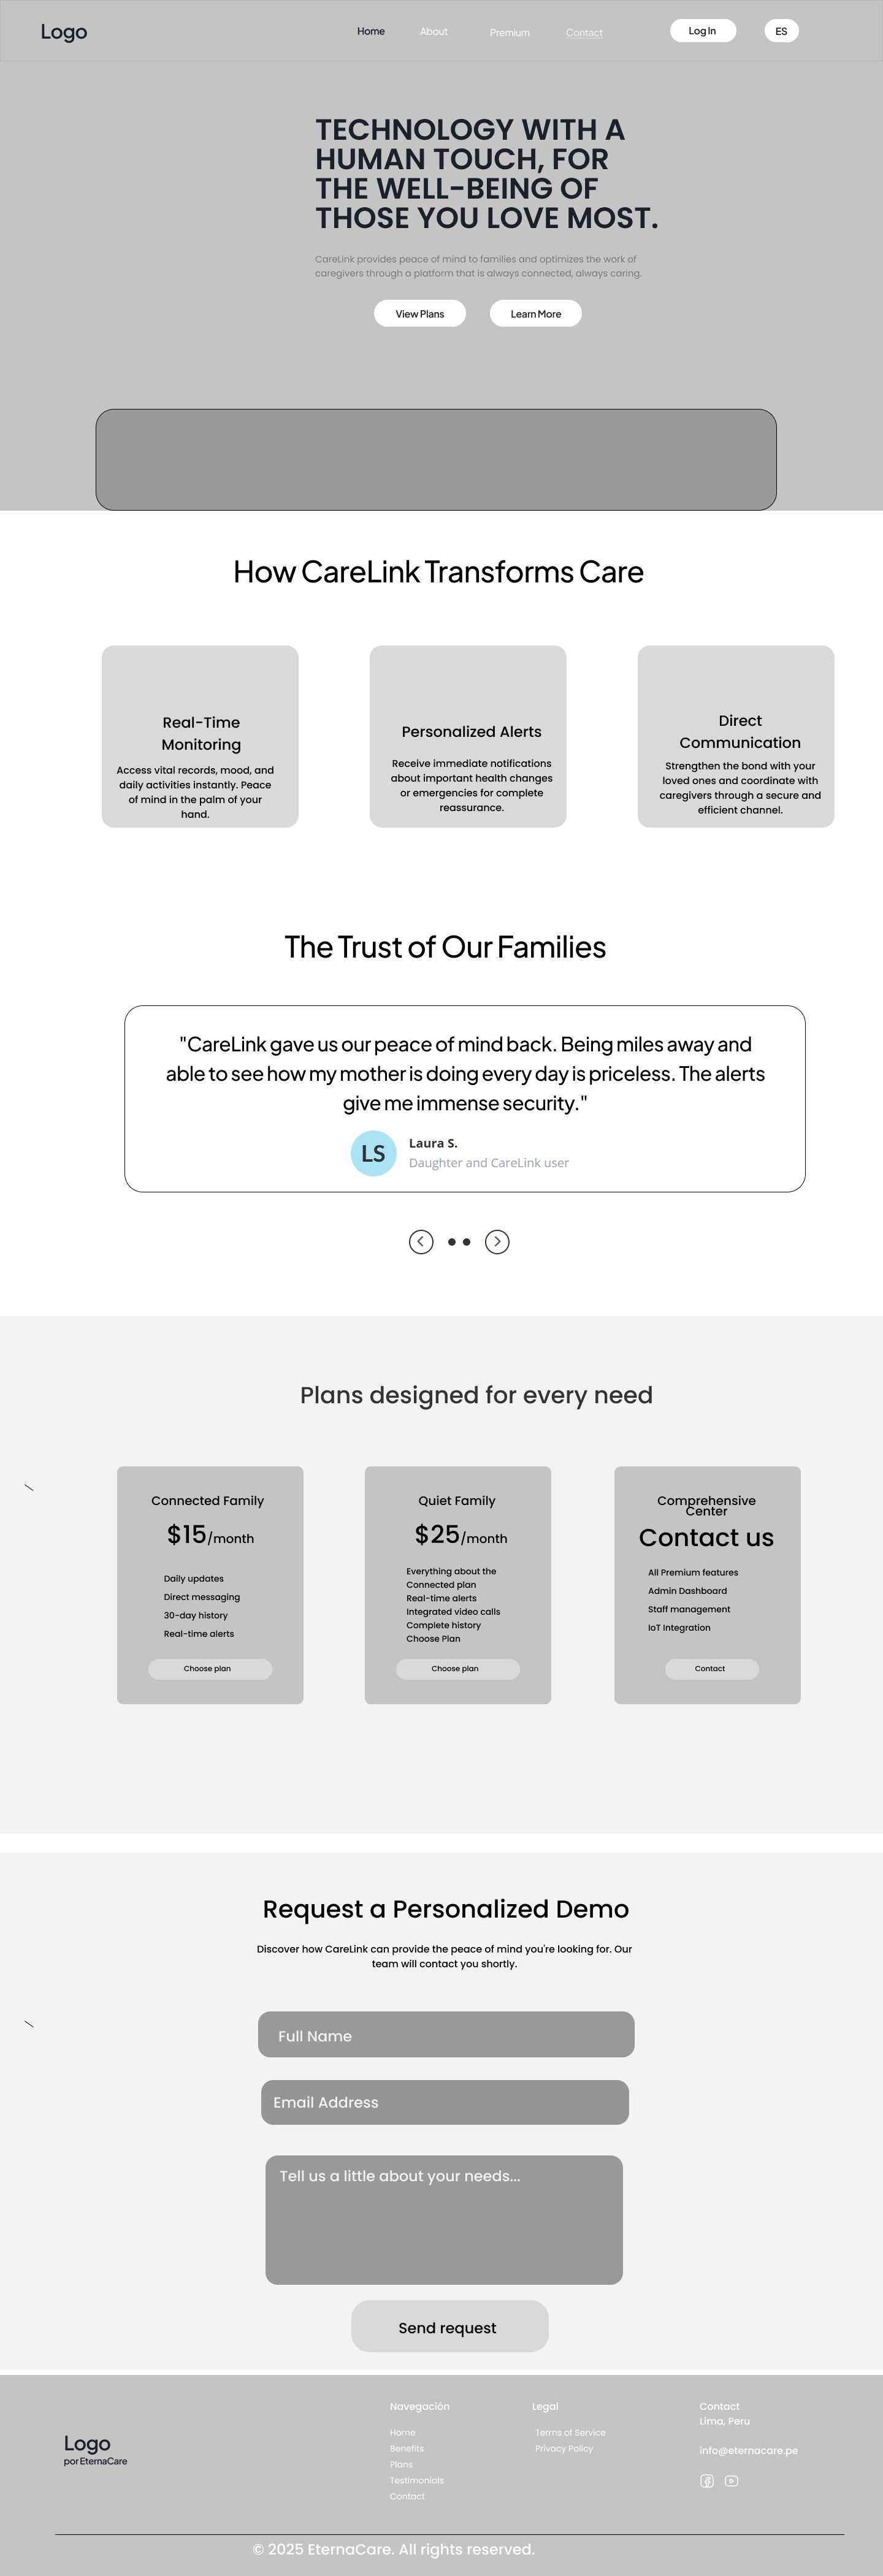 Logo
Home
About
Premium
Contact
Log In
ES
TECHNOLOGY WITH A
HUMAN TOUCH, FOR
THE WELL-BEING OF
THOSE YOU LOVE MOST.
CareLink provides peace of mind to families and optimizes the work of
caregivers through a platform that is always connected, always caring.
View Plans
Learn More
How CareLink Transforms Care
Real-Time
Monitoring
Access vital records, mood, and
daily activities instantly. Peace
of mind in the palm of your
hand.
Personalized Alerts
Receive immediate notifications
about important health changes
or emergencies for complete
reassurance.
Direct
Communication
Strengthen the bond with your
loved ones and coordinate with
caregivers through a secure and
efficient channel.
The Trust of Our Families
"CareLink gave us our peace of mind back. Being miles away and
able to see how my mother is doing every day is priceless. The alerts
give me immense security."
LS
Laura S.
Daughter and CareLink user
Plans designed for every need
Connected Family
$15/month
Daily updates
Direct messaging
30-day history
Real-time alerts
Choose plan
Quiet Family
$25/month
Everything about the
Connected plan
Real-time alerts
Integrated video calls
Complete history
Choose Plan
Choose plan
Comprehensive
Center
Contact us
All Premium features
Admin Dashboard
Staff management
IoT Integration
Contact
Request a Personalized Demo
Discover how CareLink can provide the peace of mind you're looking for. Our
team will contact you shortly.
Full Name
Email Address
Tell us a little about your needs...
Send request
Logo
por EternaCare
Navegación
Home
Benefits
Plans
Testimonials
Contact
Legal
Terms of Service
Privacy Policy
Contact
Lima, Peru
info@eternacare.pe
© 2025 EternaCare. All rights reserved.